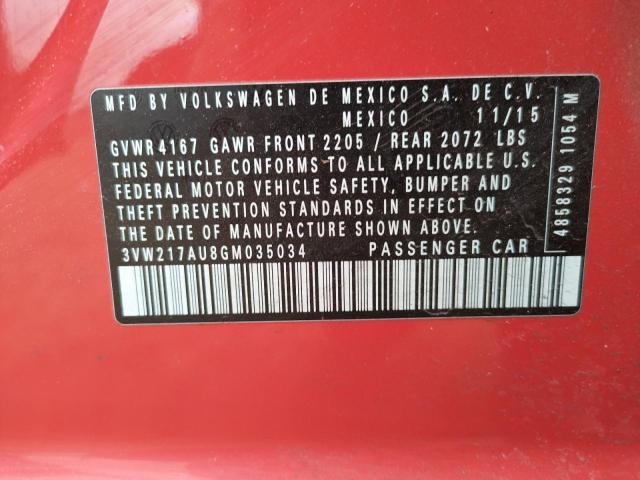 MFD BY VOLKSWAGEN DE MEXICO S.A. DE C.V.
MEXICO 11/15
GVWR 4167 GAWR FRONT 2205 / REAR 2072 LBS
THIS VEHICLE CONFORMS TO ALL APPLICABLE U.S.
FEDERAL MOTOR VEHICLE SAFETY, BUMPER AND
THEFT PREVENTION STANDARDS IN EFFECT ON
THE DATE OF MANUFACTURE SHOWN ABOVE.
3VW217AU8GM035034 PASSENGER CAR
4858329 1054 M